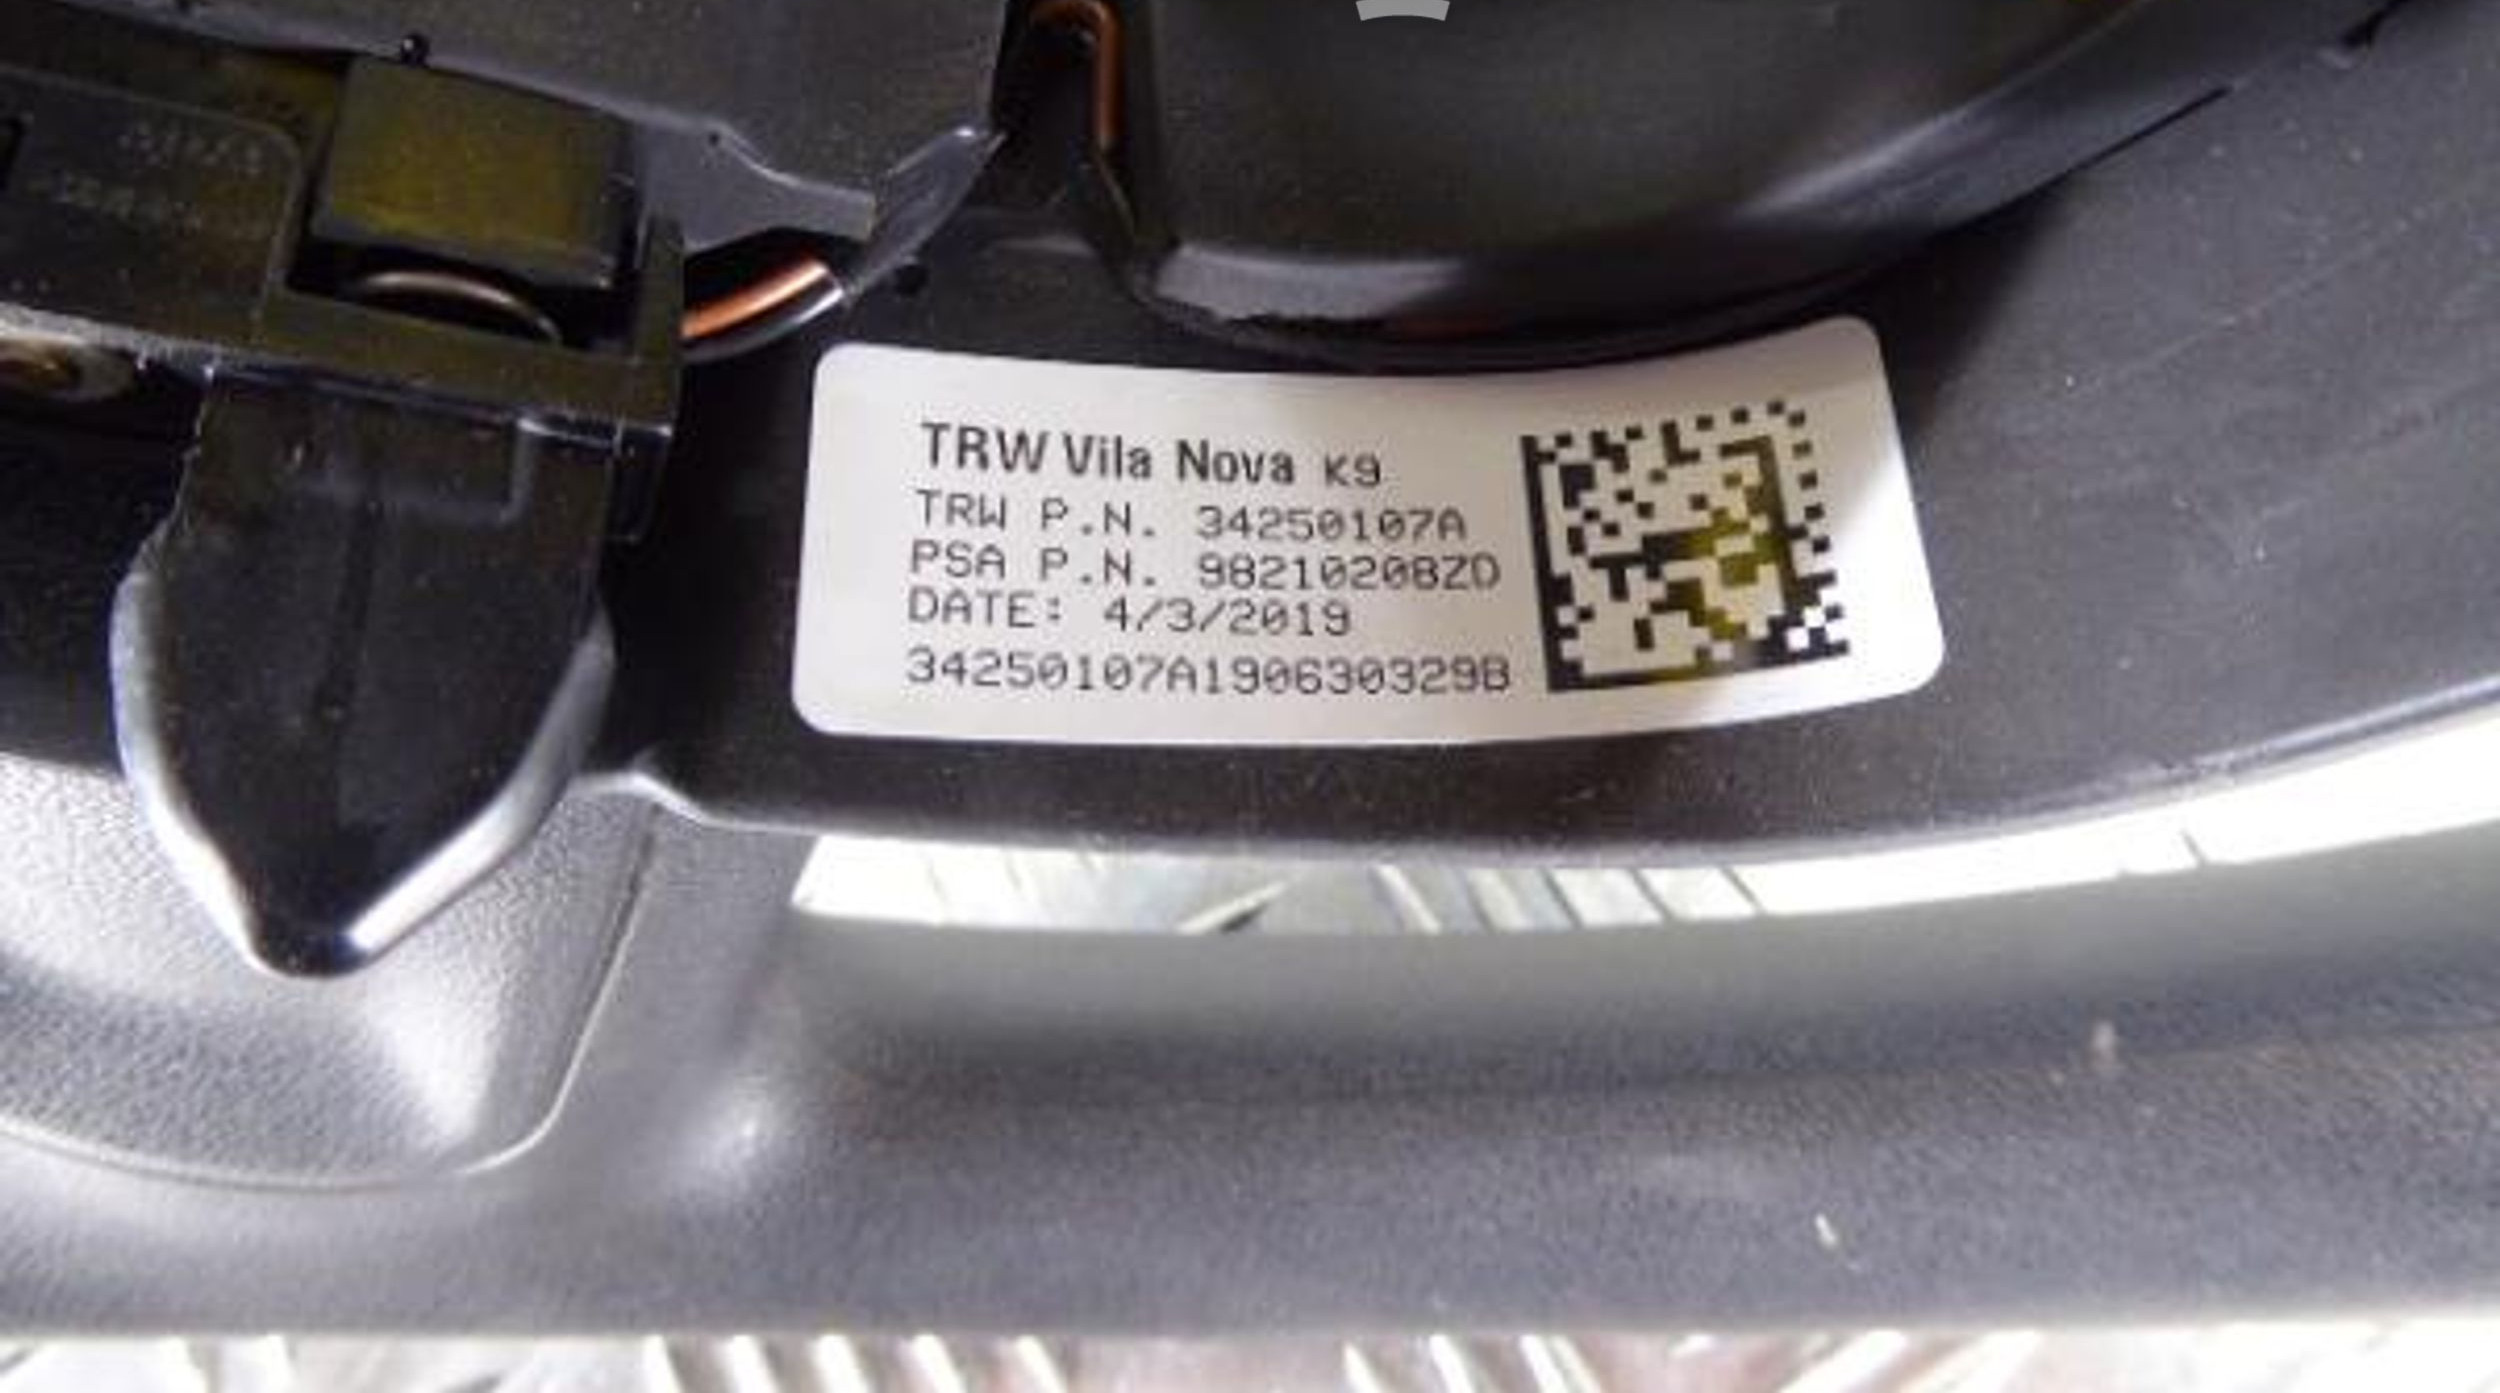 TRW Vila Nova K9
TRW P.N. 34250107A
PSA P.N. 98210208ZD
DATE: 4/3/2019
34250107A190630329B